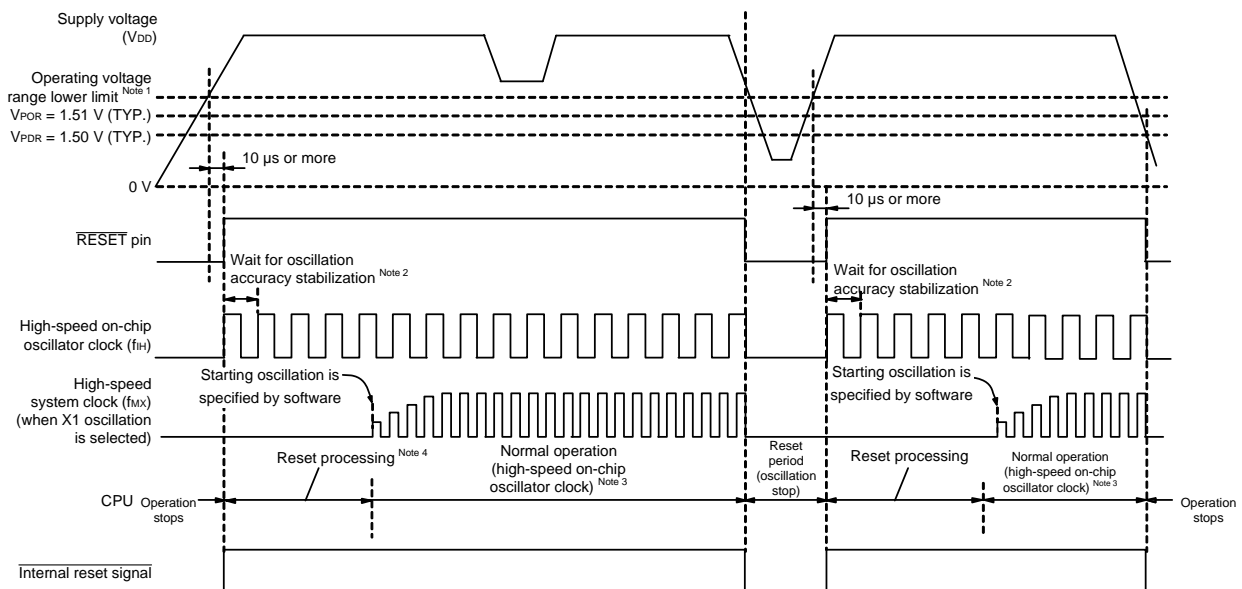 Supply voltage
(VDD)
Operating voltage
range lower limit Note 1
VPOR = 1.51 V (TYP.)
VPDR = 1.50 V (TYP.)
10 µs or more
0 V
10 µs or more
RESET pin
Wait for oscillation
accuracy stabilization Note 2
Wait for oscillation
accuracy stabilization Note 2
High-speed on-chip
oscillator clock (fIH)
High-speed
system clock (fMX)
(when X1 oscillation
is selected)
Starting oscillation is
specified by software
Starting oscillation is
specified by software
Reset processing Note 4
Normal operation
(high-speed on-chip
oscillator clock) Note 3
Reset
period
(oscillation
stop)
Reset processing
Normal operation
(high-speed on-chip
oscillator clock) Note 3
CPU
Operation
stops
Operation
stops
Internal reset signal